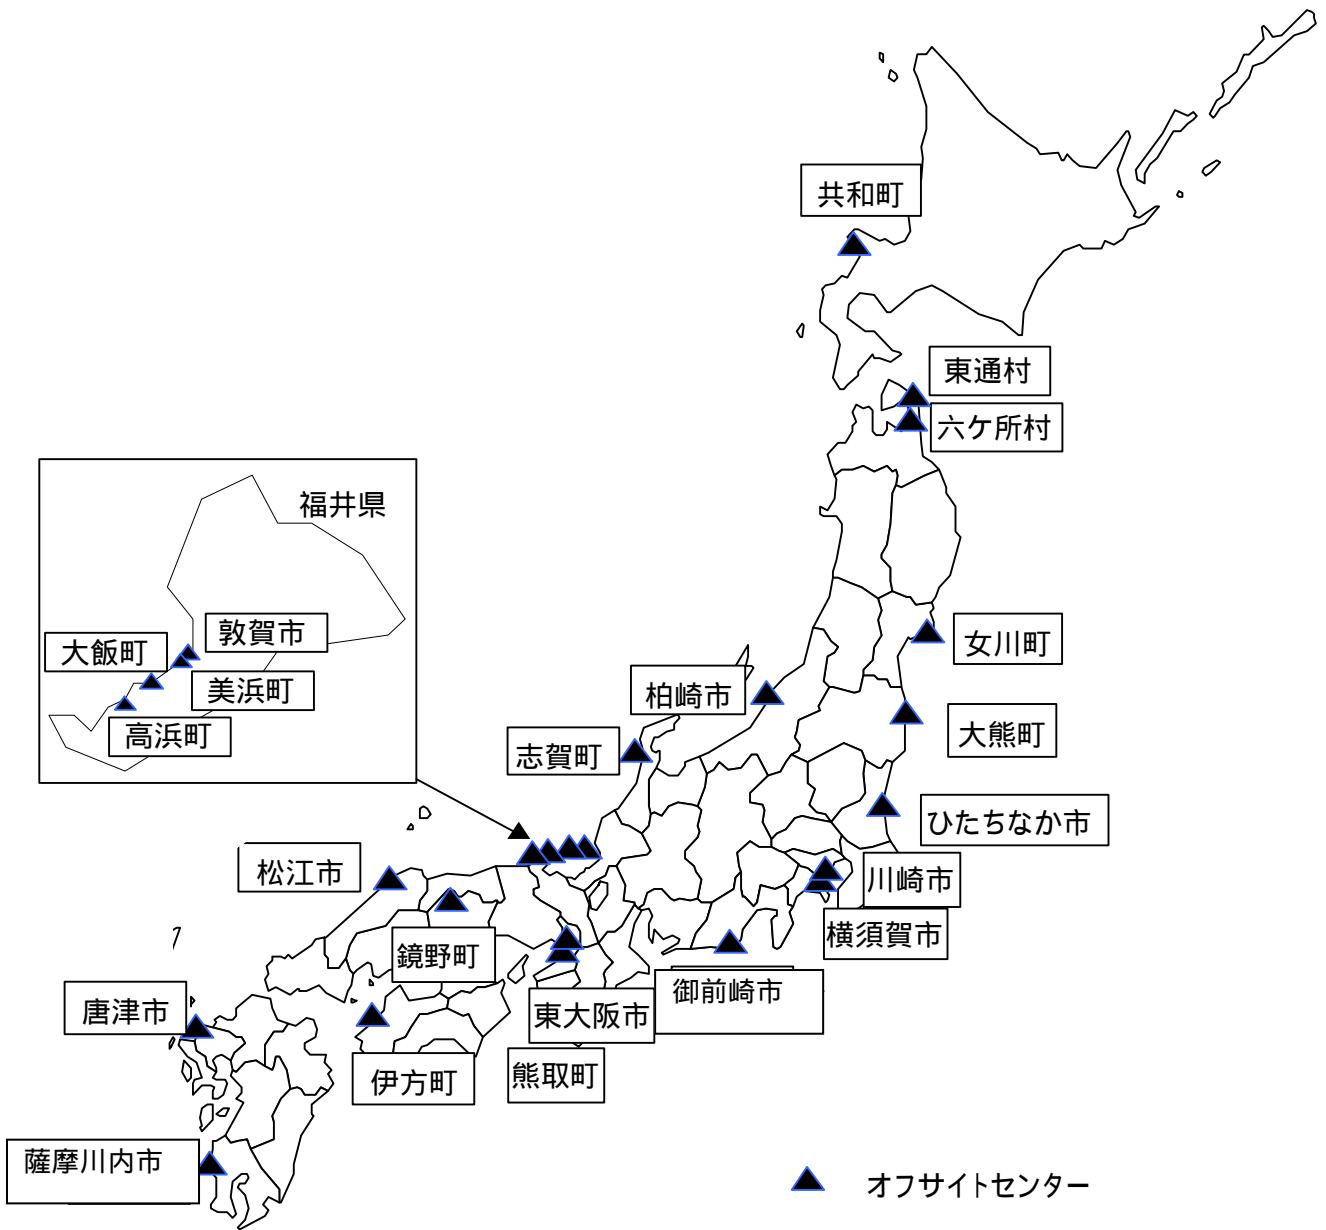 共和町
東通村
六ケ所村
福井県
敦賀市
大飯町
美浜町
高浜町
女川町
柏崎市
大熊町
志賀町
ひたちなか市
松江市
川崎市
横須賀市
鏡野町
御前崎市
唐津市
東大阪市
熊取町
伊方町
薩摩川内市
オフサイトセンター